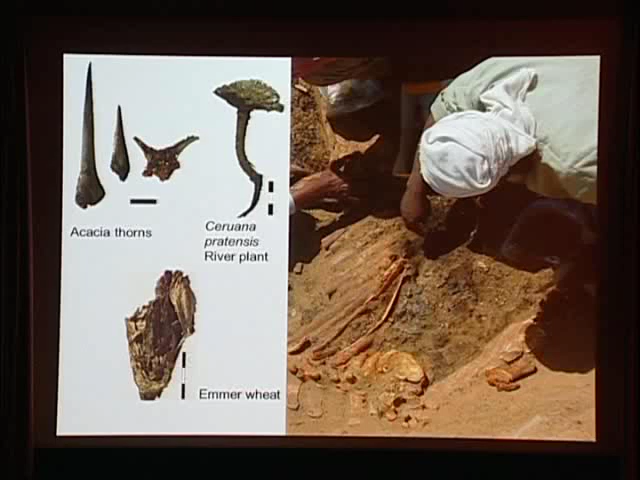 Acacia thorns
Ceruana
pratensis
River plant
Emmer wheat